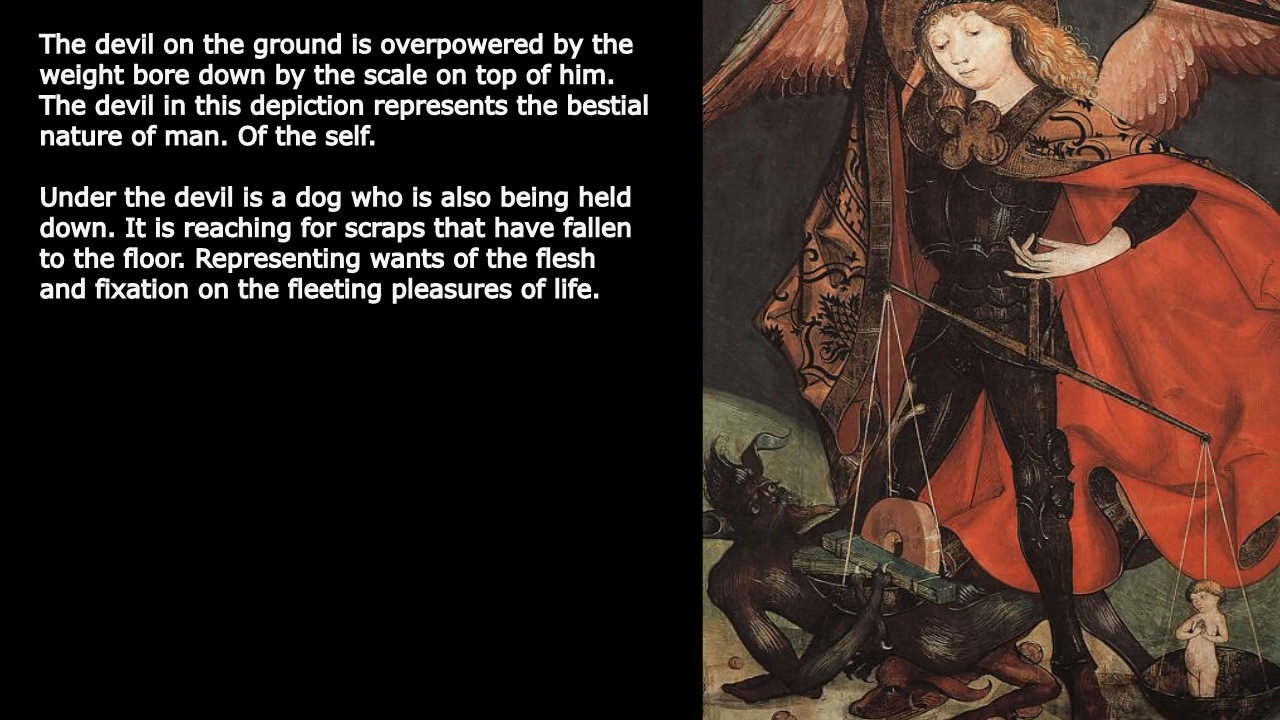 The devil on the ground is overpowered by the
weight bore down by the scale on top of him.
The devil in this depiction represents the bestial
nature of man. Of the self.
Under the devil is a dog who is also being held
down. It is reaching for scraps that have fallen
to the floor. Representing wants of the flesh
and fixation on the fleeting pleasures of life.